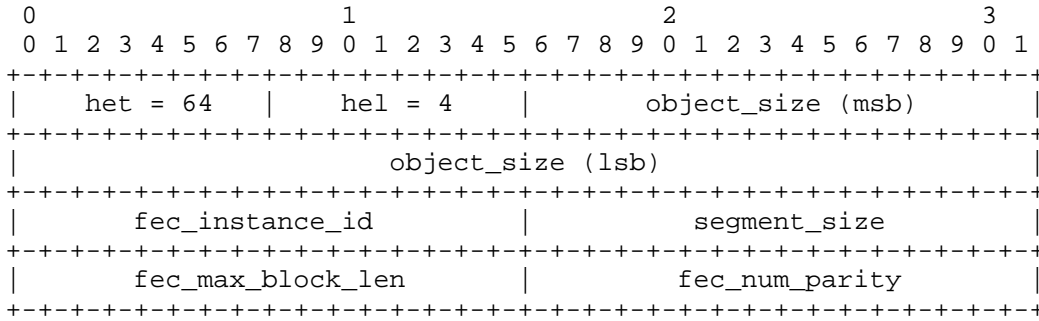 0                   1                   2                   3
 0 1 2 3 4 5 6 7 8 9 0 1 2 3 4 5 6 7 8 9 0 1 2 3 4 5 6 7 8 9 0 1
+-+-+-+-+-+-+-+-+-+-+-+-+-+-+-+-+-+-+-+-+-+-+-+-+-+-+-+-+-+-+-+-+
|    het = 64   |    hel = 4    |       object_size (msb)       |
+-+-+-+-+-+-+-+-+-+-+-+-+-+-+-+-+-+-+-+-+-+-+-+-+-+-+-+-+-+-+-+-+
|                       object_size (lsb)                       |
+-+-+-+-+-+-+-+-+-+-+-+-+-+-+-+-+-+-+-+-+-+-+-+-+-+-+-+-+-+-+-+-+
|       fec_instance_id         |          segment_size         |
+-+-+-+-+-+-+-+-+-+-+-+-+-+-+-+-+-+-+-+-+-+-+-+-+-+-+-+-+-+-+-+-+
|       fec_max_block_len       |         fec_num_parity        |
+-+-+-+-+-+-+-+-+-+-+-+-+-+-+-+-+-+-+-+-+-+-+-+-+-+-+-+-+-+-+-+-+